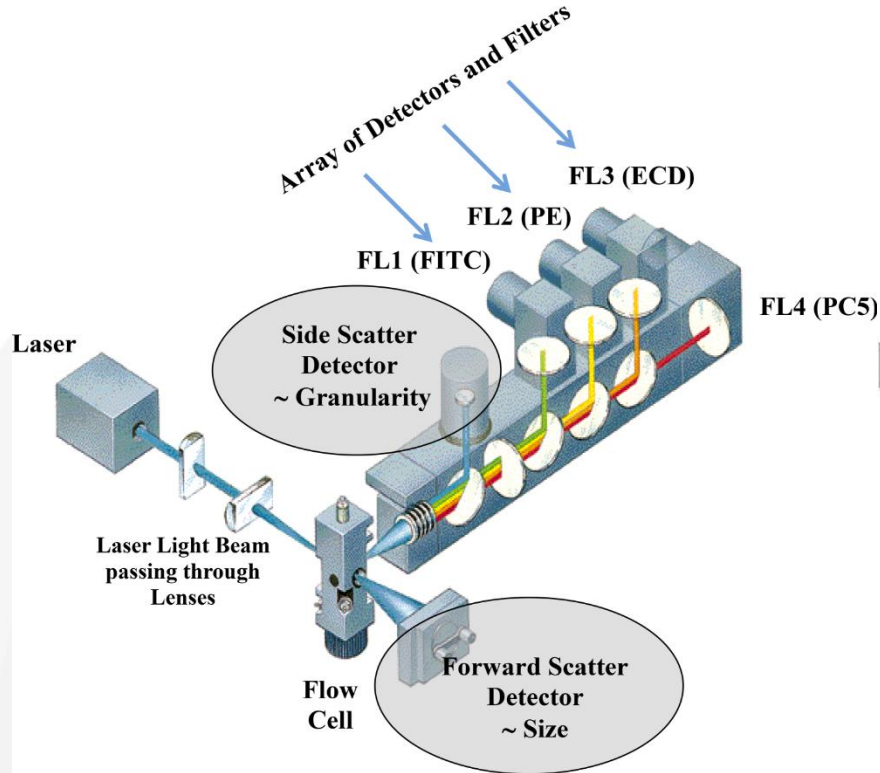 Array of Detectors and Filters
FL3 (ECD)
FL2 (PE)
FL1 (FITC)
FL4 (PC5)
Side Scatter
Detector
~ Granularity
Laser
Laser Light Beam
passing through
Lenses
Flow
Cell
Forward Scatter
Detector
~ Size